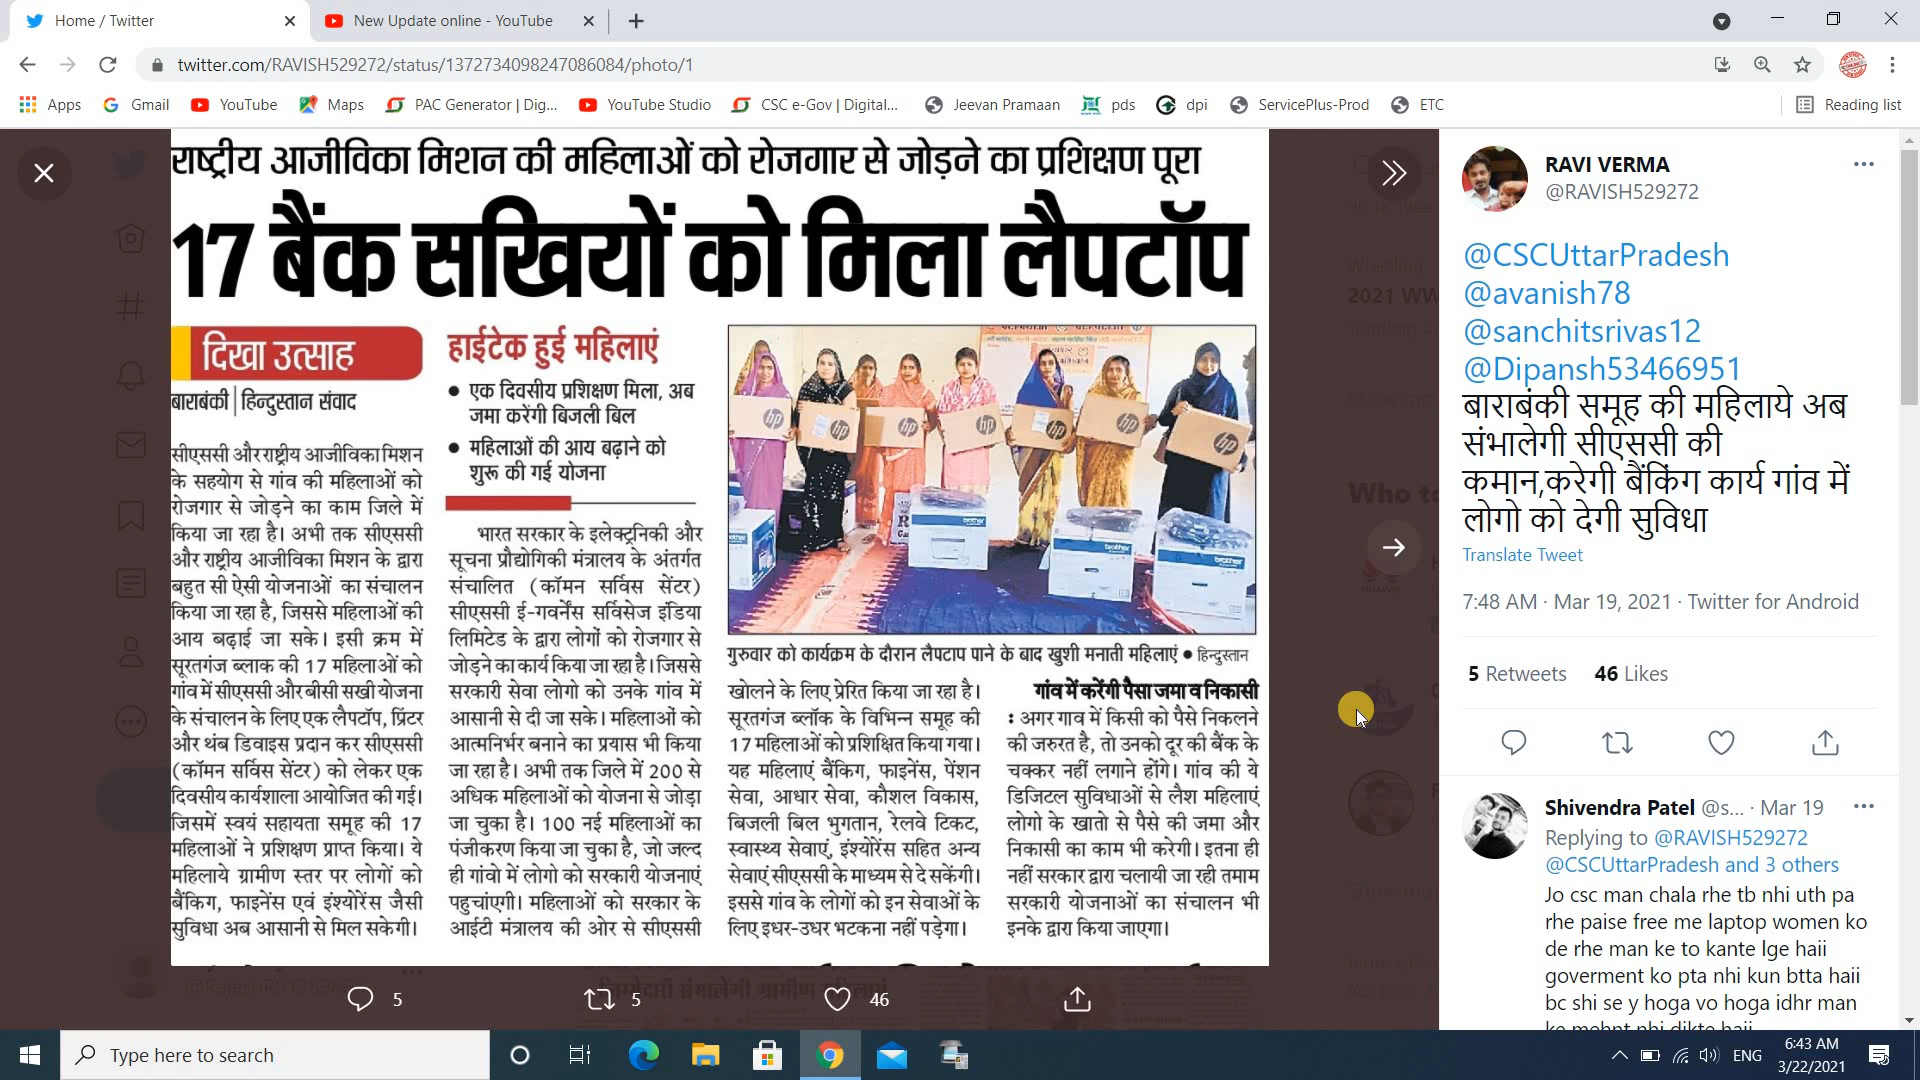 Home / Twitter
New Update online - YouTube
twitter.com/RAVISH529272/status/1372734098247086084/photo/1
Apps
Gmail
YouTube
Maps
PAC Generator | Dig...
YouTube Studio
CSC e-Gov | Digital...
Jeevan Pramaan
pds
dpi
ServicePlus-Prod
ETC
Reading list
राष्ट्रीय आजीविका मिशन की महिलाओं को रोजगार से जोड़ने का प्रशिक्षण पूरा
17 बैंक सखियों को मिला लैपटॉप
दिखा उत्साह
बाराबंकी | हिन्दुस्तान संवाद
सीएससी और राष्ट्रीय आजीविका मिशन
के सहयोग से गांव की महिलाओं को
रोजगार से जोड़ने का काम जिले में
किया जा रहा है। अभी तक सीएससी
और राष्ट्रीय आजीविका मिशन के द्वारा
बहुत सी ऐसी योजनाओं का संचालन
किया जा रहा है, जिससे महिलाओं की
आय बढ़ाई जा सके। इसी क्रम में
सूरतगंज ब्लाक की 17 महिलाओं को
गांव में सीएससी और बीसी सखी योजना
के संचालन के लिए एक लैपटॉप, प्रिंटर
और थंब डिवाइस प्रदान कर सीएससी
(कॉमन सर्विस सेंटर) को लेकर एक
दिवसीय कार्यशाला आयोजित की गई।
जिसमें स्वयं सहायता समूह की 17
महिलाओं ने प्रशिक्षण प्राप्त किया। ये
महिलाये ग्रामीण स्तर पर लोगों को
बैंकिग, फाइनेंस एवं इंश्योरेंस जैसी
सुविधा अब आसानी से मिल सकेगी।
हाईटेक हुई महिलाएं
● एक दिवसीय प्रशिक्षण मिला, अब
जमा करेंगी बिजली बिल
● महिलाओं की आय बढ़ाने को
शुरू की गई योजना
भारत सरकार के इलेक्ट्रनिकी और
सूचना प्रौद्योगिकी मंत्रालय के अंतर्गत
संचालित (कॉमन सर्विस सेंटर)
सीएससी ई-गवर्नेंस सर्विसेज इंडिया
लिमिटेड के द्वारा लोगों को रोजगार से
जोड़ने का कार्य किया जा रहा है। जिससे
सरकारी सेवा लोगो को उनके गांव में
आसानी से दी जा सके। महिलाओं को
आत्मनिर्भर बनाने का प्रयास भी किया
जा रहा है। अभी तक जिले में 200 से
अधिक महिलाओं को योजना से जोड़ा
जा चुका है। 100 नई महिलाओं का
पंजीकरण किया जा चुका है, जो जल्द
ही गांवो में लोगो को सरकारी योजनाएं
पहुचांएगी। महिलाओं को सरकार के
आईटी मंत्रालय की ओर से सीएससी
hp
hp
hp
hp
hp
hp
hp
brother
brother
brother
brother
गुरुवार को कार्यक्रम के दौरान लैपटाप पाने के बाद खुशी मनाती महिलाएं ● हिन्दुस्तान
खोलने के लिए प्रेरित किया जा रहा है।
सूरतगंज ब्लॉक के विभिन्न समूह की
17 महिलाओं को प्रशिक्षित किया गया।
यह महिलाएं बैंकिग, फाइनेंस, पेंशन
सेवा, आधार सेवा, कौशल विकास,
बिजली बिल भुगतान, रेलवे टिकट,
स्वास्थ्य सेवाएं, इंश्योरेंस सहित अन्य
सेवाएं सीएससी के माध्यम से दे सकेंगी।
इससे गांव के लोगों को इन सेवाओं के
लिए इधर-उधर भटकना नहीं पड़ेगा।
गांव में करेंगी पैसा जमा व निकासी
: अगर गाव में किसी को पैसे निकलने
की जरुरत है, तो उनको दूर की बैंक के
चक्कर नहीं लगाने होंगे। गांव की ये
डिजिटल सुविधाओं से लैश महिलाएं
लोगो के खातो से पैसे की जमा और
निकासी का काम भी करेगी। इतना ही
नहीं सरकार द्वारा चलायी जा रही तमाम
सरकारी योजनाओं का संचालन भी
इनके द्वारा किया जाएगा।
5
5
46
RAVI VERMA
@RAVISH529272
@CSCUttarPradesh
@avanish78
@sanchitsrivas12
@Dipansh53466951
बाराबंकी समूह की महिलाये अब
संभालेगी सीएससी की
कमान,करेगी बैंकिंग कार्य गांव में
लोगो को देगी सुविधा
Translate Tweet
7:48 AM · Mar 19, 2021 · Twitter for Android
5 Retweets 46 Likes
Shivendra Patel @s... · Mar 19
Replying to @RAVISH529272
@CSCUttarPradesh and 3 others
Jo csc man chala rhe tb nhi uth pa
rhe paise free me laptop women ko
de rhe man ke to kante lge haii
goverment ko pta nhi kun btta haii
bc shi se y hoga vo hoga idhr man
ke mehnt nhi dikte haii
Type here to search
ENG
6:43 AM
3/22/2021